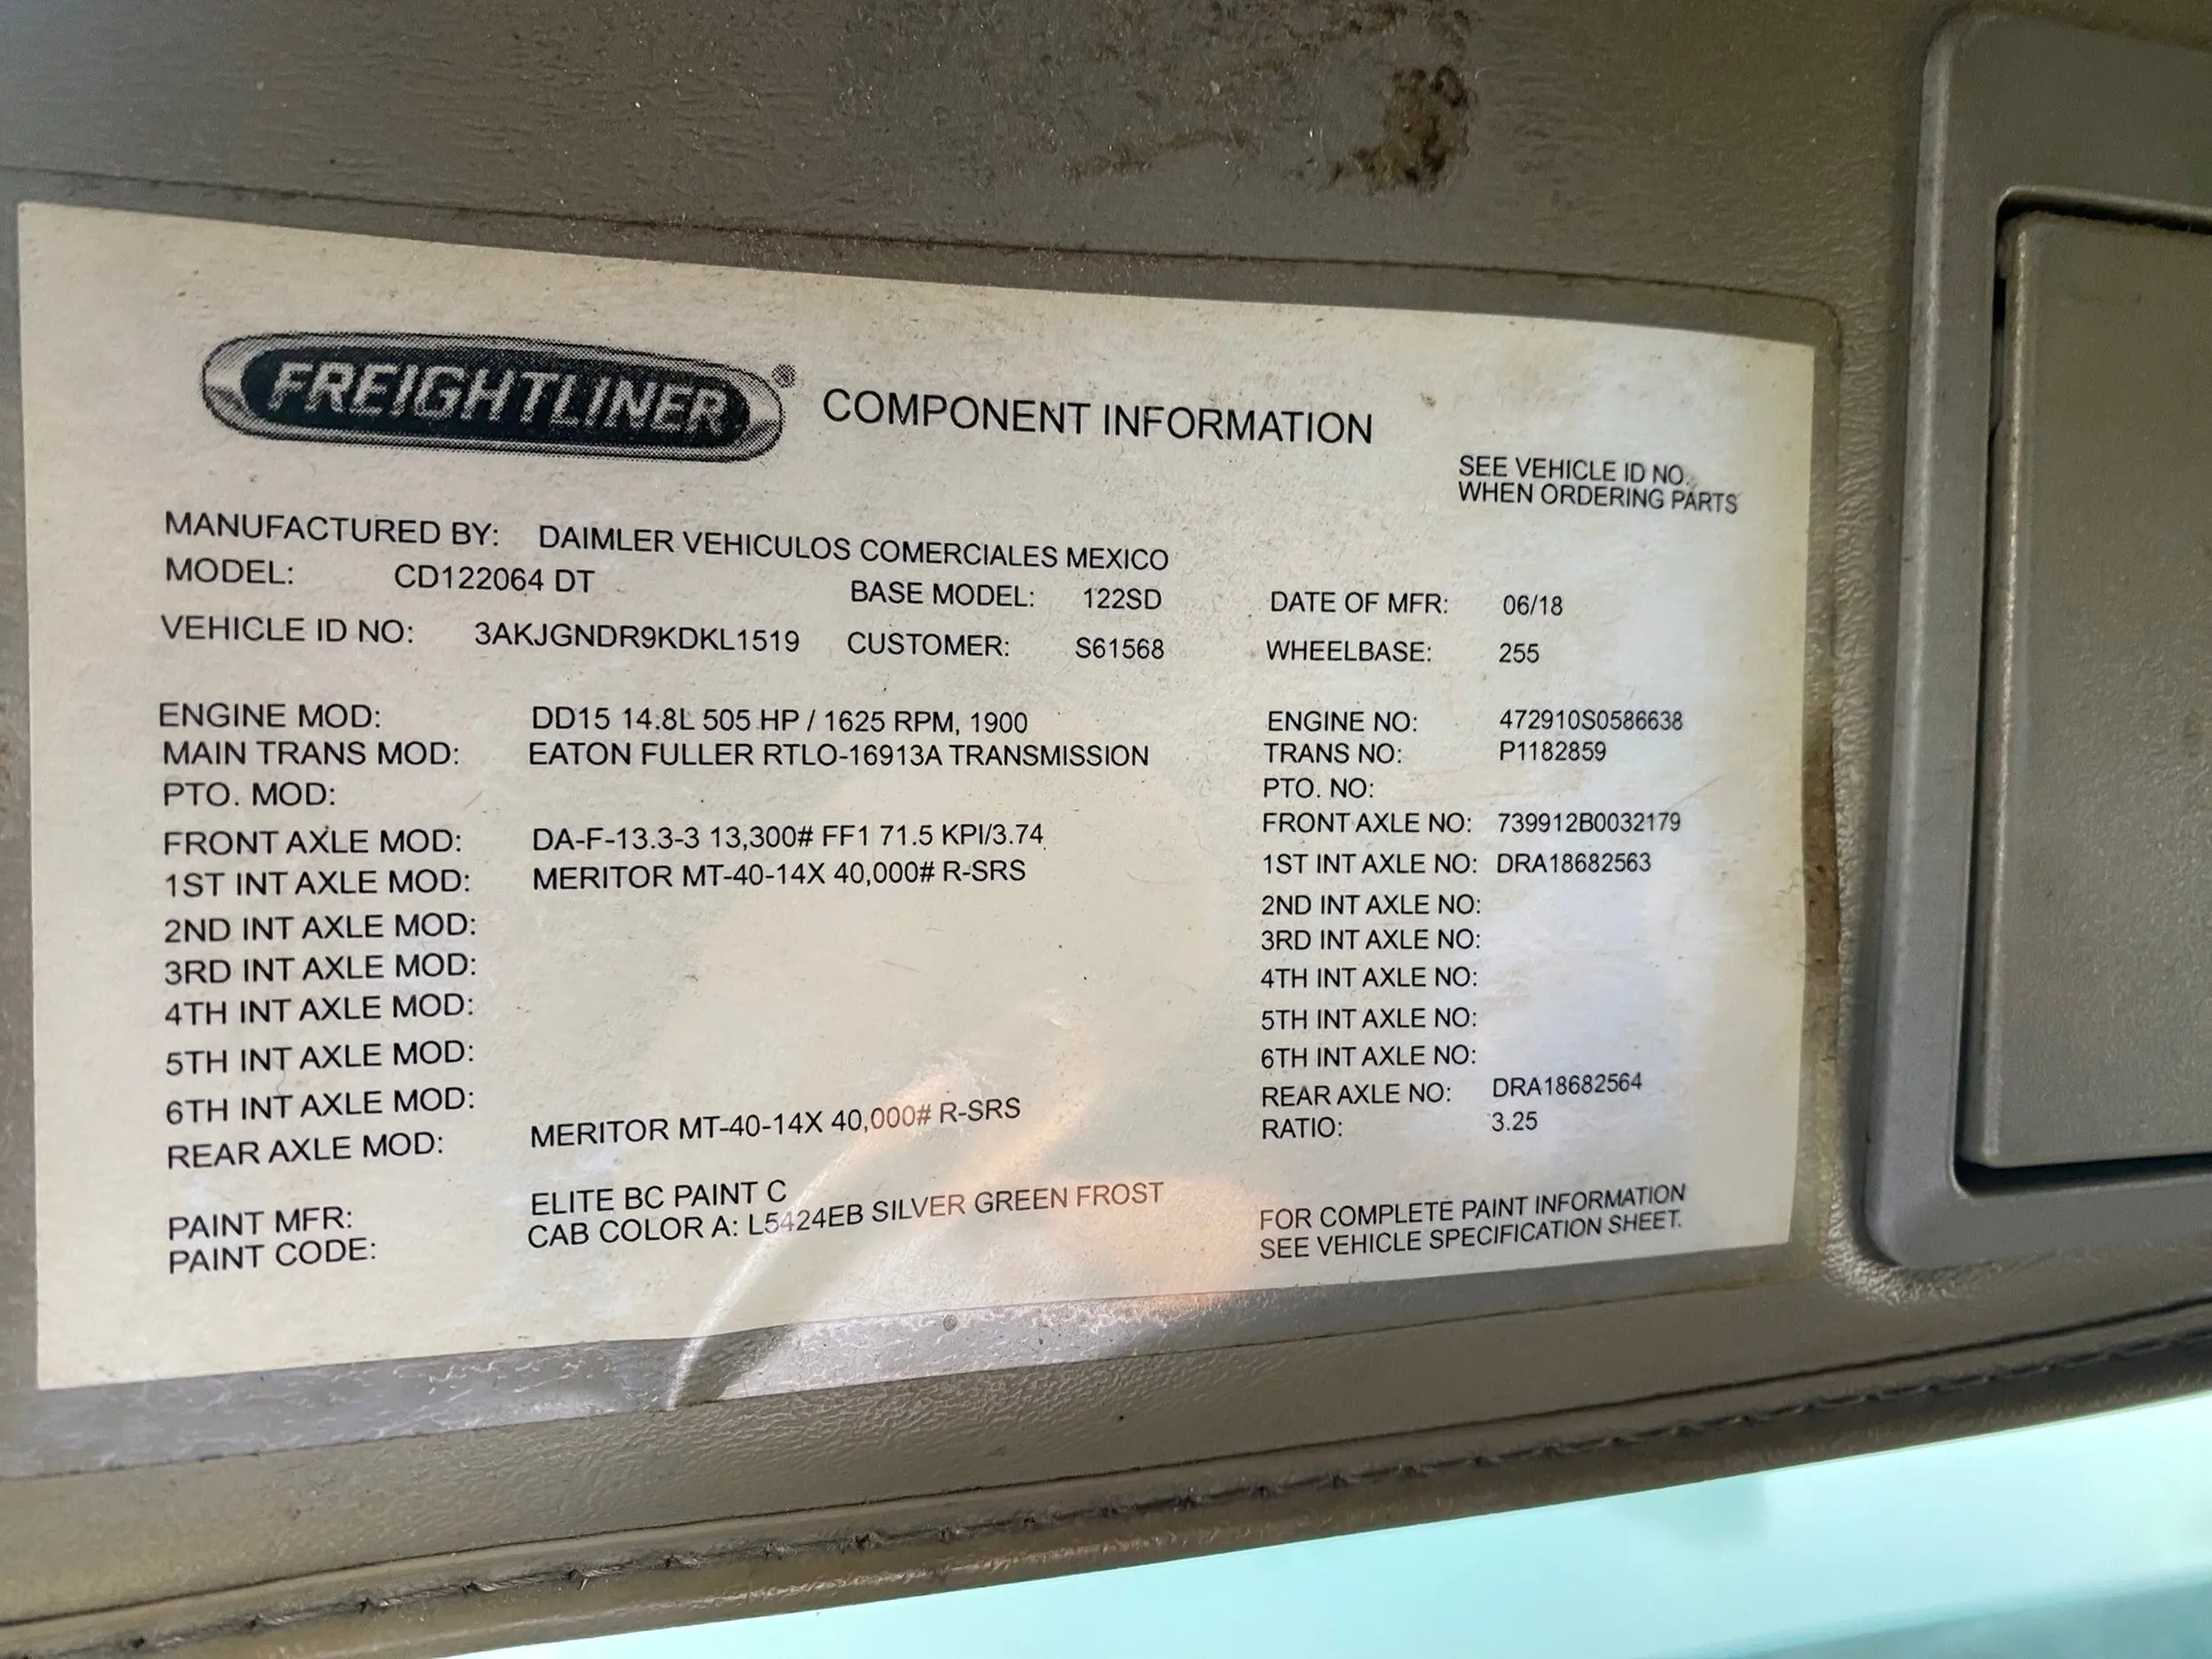 FREIGHTLINER® COMPONENT INFORMATION
SEE VEHICLE ID NO.
WHEN ORDERING PARTS
MANUFACTURED BY: DAIMLER VEHICULOS COMERCIALES MEXICO
MODEL: CD122064 DT BASE MODEL: 122SD DATE OF MFR: 06/18
VEHICLE ID NO: 3AKJGNDR9KDKL1519 CUSTOMER: S61568 WHEELBASE: 255
ENGINE MOD: DD15 14.8L 505 HP / 1625 RPM, 1900 ENGINE NO: 472910S0586638
MAIN TRANS MOD: EATON FULLER RTLO-16913A TRANSMISSION TRANS NO: P1182859
PTO. MOD: PTO. NO:
FRONT AXLE MOD: DA-F-13.3-3 13,300# FF1 71.5 KPI/3.74 FRONT AXLE NO: 739912B0032179
1ST INT AXLE MOD: MERITOR MT-40-14X 40,000# R-SRS 1ST INT AXLE NO: DRA18682563
2ND INT AXLE MOD: 2ND INT AXLE NO:
3RD INT AXLE MOD: 3RD INT AXLE NO:
4TH INT AXLE MOD: 4TH INT AXLE NO:
5TH INT AXLE MOD: 5TH INT AXLE NO:
6TH INT AXLE MOD: 6TH INT AXLE NO:
REAR AXLE MOD: MERITOR MT-40-14X 40,000# R-SRS REAR AXLE NO: DRA18682564
RATIO: 3.25
PAINT MFR: ELITE BC PAINT C
PAINT CODE: CAB COLOR A: L5424EB SILVER GREEN FROST
FOR COMPLETE PAINT INFORMATION
SEE VEHICLE SPECIFICATION SHEET.